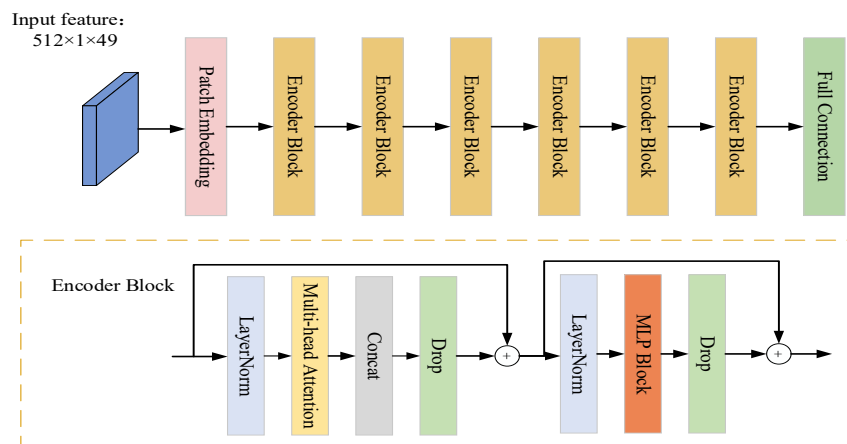 Input feature：
512×1×49
Patch Embedding
Encoder Block
Encoder Block
Encoder Block
Encoder Block
Encoder Block
Encoder Block
Full Connection
Encoder Block
LayerNorm
Multi-head Attention
Concat
Drop
+
LayerNorm
MLP Block
Drop
+